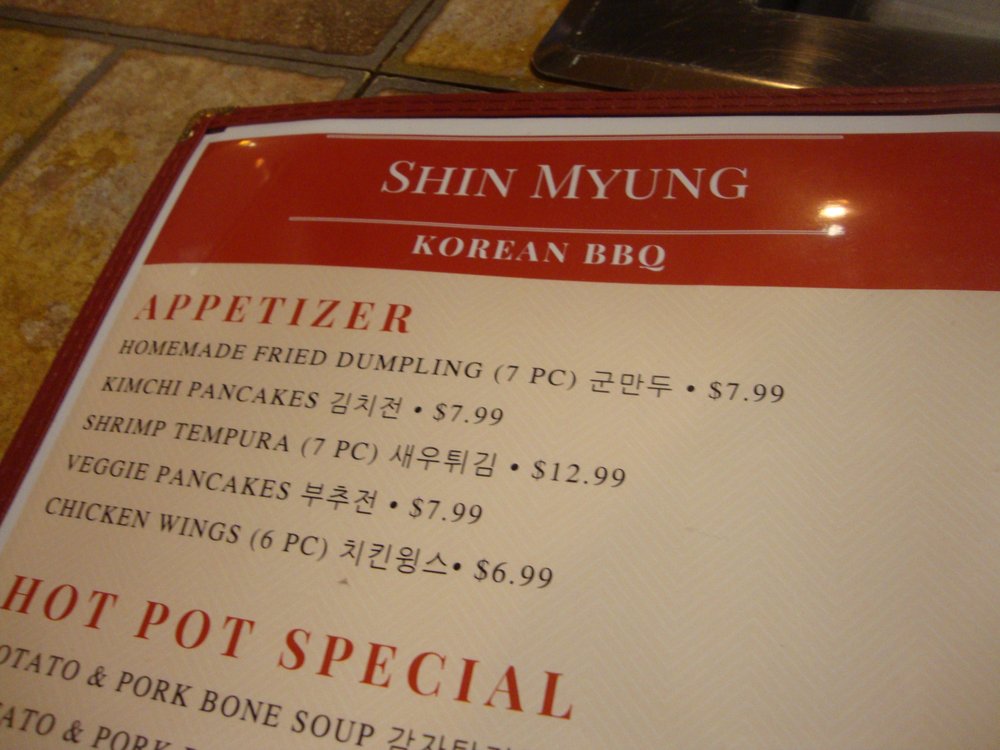 SHIN MYUNG
KOREAN BBQ
APPETIZER
HOMEMADE FRIED DUMPLING (7 PC) 군만두 • $7.99
KIMCHI PANCAKES 김치전 • $7.99
SHRIMP TEMPURA (7 PC) 새우튀김 • $12.99
VEGGIE PANCAKES 부추전 • $7.99
CHICKEN WINGS (6 PC) 치킨윙스• $6.99
HOT POT SPECIAL
& PORK BONE SOUP
& PORK